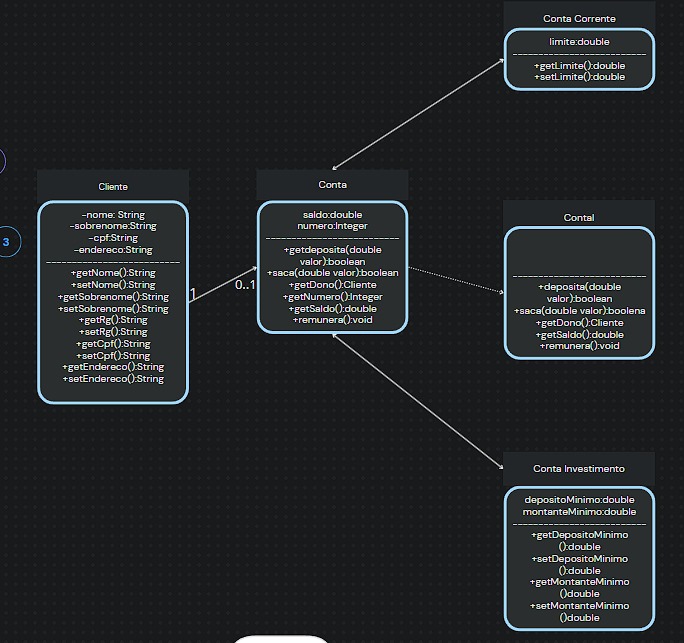 Conta Corrente
limite:double
+getLimite():double
+setLimite():double
3
Cliente
-nome: String
-sobrenome:String
-cpf:String
-endereco:String
+getNome():String
+setNome():String
+getSobrenome():String
+setSobrenome():String
+getRg():String
+setRg():String
+getCpf():String
+setCpf():String
+getEndereco():String
+setEndereco():String
1
0..1
Conta
saldo:double
numero:Integer
+getdeposita(double
valor):boolean
+saca(double valor):boolean
+getDono():Cliente
+getNumero():Integer
+getSaldo():double
+remunera():void
ContaI
+deposita(double
valor):boolean
+saca(double valor):boolena
+getDono():Cliente
+getSaldo():double
+remunera():void
Conta Investimento
depositoMinimo:double
montanteMinimo:double
+getDepositoMinimo
():double
+setDepositoMinimo
():double
+getMontanteMinimo
()double
+setMontanteMinimo
()double